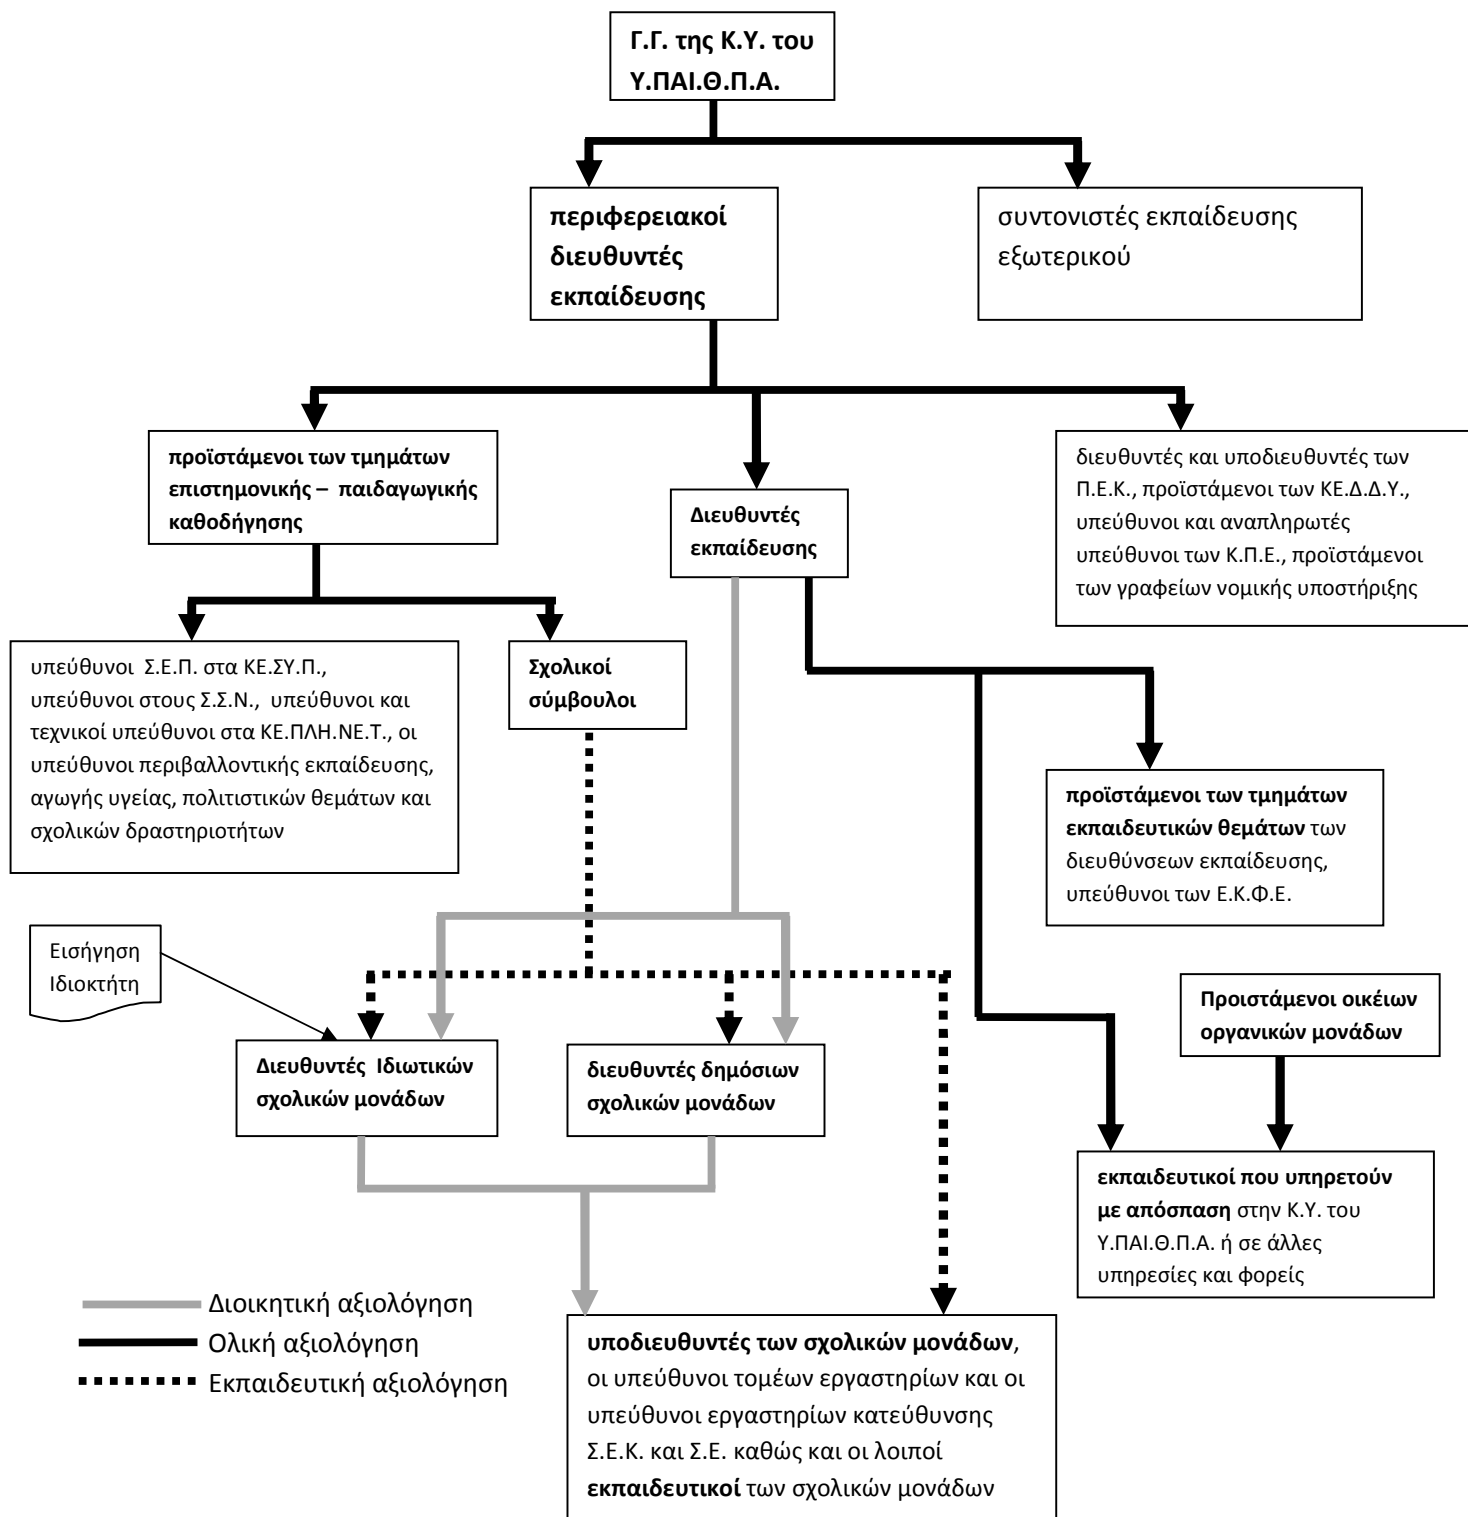 Γ.Γ. της Κ.Υ. του
Υ.ΠΑΙ.Θ.Π.Α.
περιφερειακοί
διευθυντές
εκπαίδευσης
συντονιστές εκπαίδευσης
εξωτερικού
προϊστάμενοι των τμημάτων
επιστημονικής – παιδαγωγικής
καθοδήγησης
Διευθυντές
εκπαίδευσης
διευθυντές και υποδιευθυντές των
Π.Ε.Κ., προϊστάμενοι των ΚΕ.Δ.Δ.Υ.,
υπεύθυνοι και αναπληρωτές
υπεύθυνοι των Κ.Π.Ε., προϊστάμενοι
των γραφείων νομικής υποστήριξης
υπεύθυνοι Σ.Ε.Π. στα ΚΕ.ΣΥ.Π.,
υπεύθυνοι στους Σ.Σ.Ν., υπεύθυνοι και
τεχνικοί υπεύθυνοι στα ΚΕ.ΠΛΗ.ΝΕ.Τ., οι
υπεύθυνοι περιβαλλοντικής εκπαίδευσης,
αγωγής υγείας, πολιτιστικών θεμάτων και
σχολικών δραστηριοτήτων
Σχολικοί
σύμβουλοι
προϊστάμενοι των τμημάτων
εκπαιδευτικών θεμάτων των
διευθύνσεων εκπαίδευσης,
υπεύθυνοι των Ε.Κ.Φ.Ε.
Εισήγηση
Ιδιοκτήτη
Προιστάμενοι οικέιων
οργανικών μονάδων
Διευθυντές Ιδιωτικών
σχολικών μονάδων
διευθυντές δημόσιων
σχολικών μονάδων
εκπαιδευτικοί που υπηρετούν
με απόσπαση στην Κ.Υ. του
Υ.ΠΑΙ.Θ.Π.Α. ή σε άλλες
υπηρεσίες και φορείς
Διοικητική αξιολόγηση
Ολική αξιολόγηση
Εκπαιδευτική αξιολόγηση
υποδιευθυντές των σχολικών μονάδων,
οι υπεύθυνοι τομέων εργαστηρίων και οι
υπεύθυνοι εργαστηρίων κατεύθυνσης
Σ.Ε.Κ. και Σ.Ε. καθώς και οι λοιποί
εκπαιδευτικοί των σχολικών μονάδων